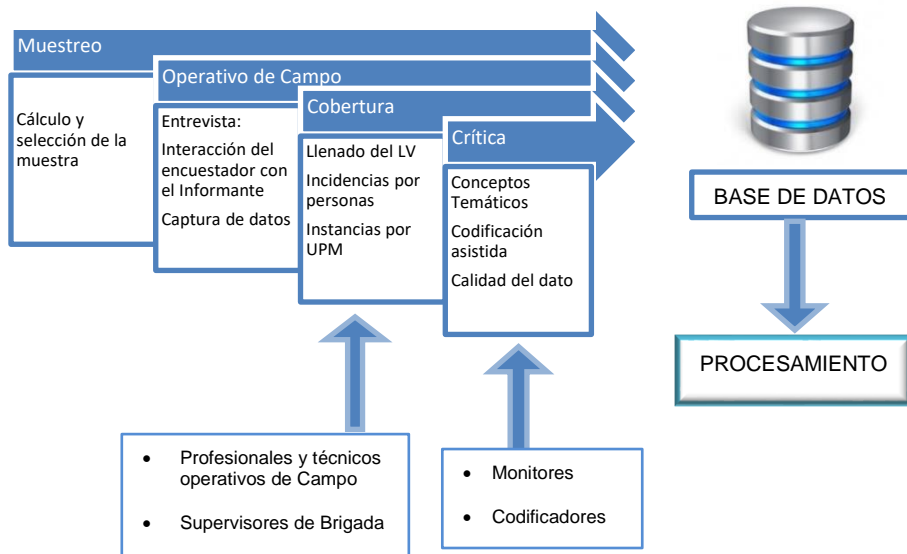 Muestreo
Cálculo y
selección de la
muestra
Operativo de Campo
Entrevista:
Interacción del
encuestador con
el Informante
Captura de datos
Cobertura
Llenado del LV
Incidencias por
personas
Instancias por
UPM
Crítica
Conceptos
Temáticos
Codificación
asistida
Calidad del dato
BASE DE DATOS
PROCESAMIENTO
• Profesionales y técnicos
operativos de Campo
• Supervisores de Brigada
• Monitores
• Codificadores